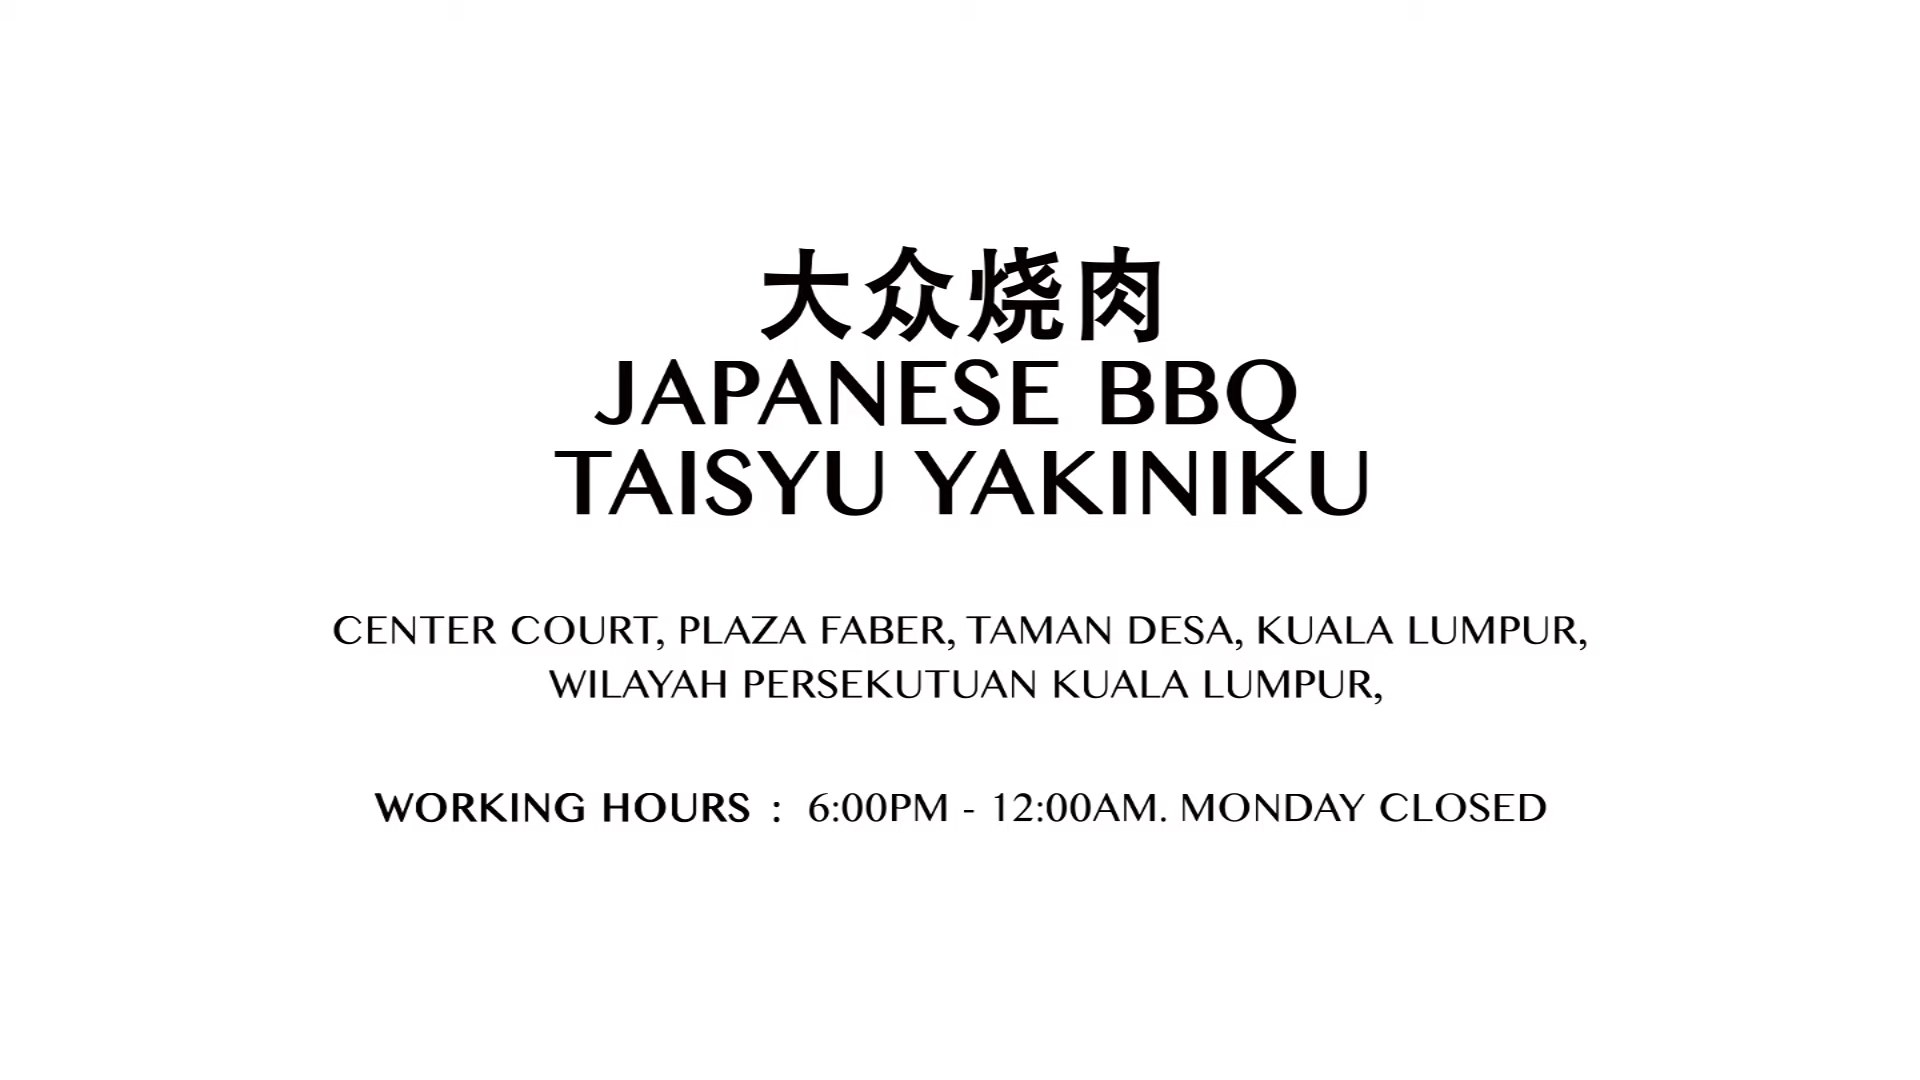 大众烧肉
JAPANESE BBQ
TAISYU YAKINIKU
CENTER COURT, PLAZA FABER, TAMAN DESA, KUALA LUMPUR,
WILAYAH PERSEKUTUAN KUALA LUMPUR,
WORKING HOURS : 6:00PM - 12:00AM. MONDAY CLOSED